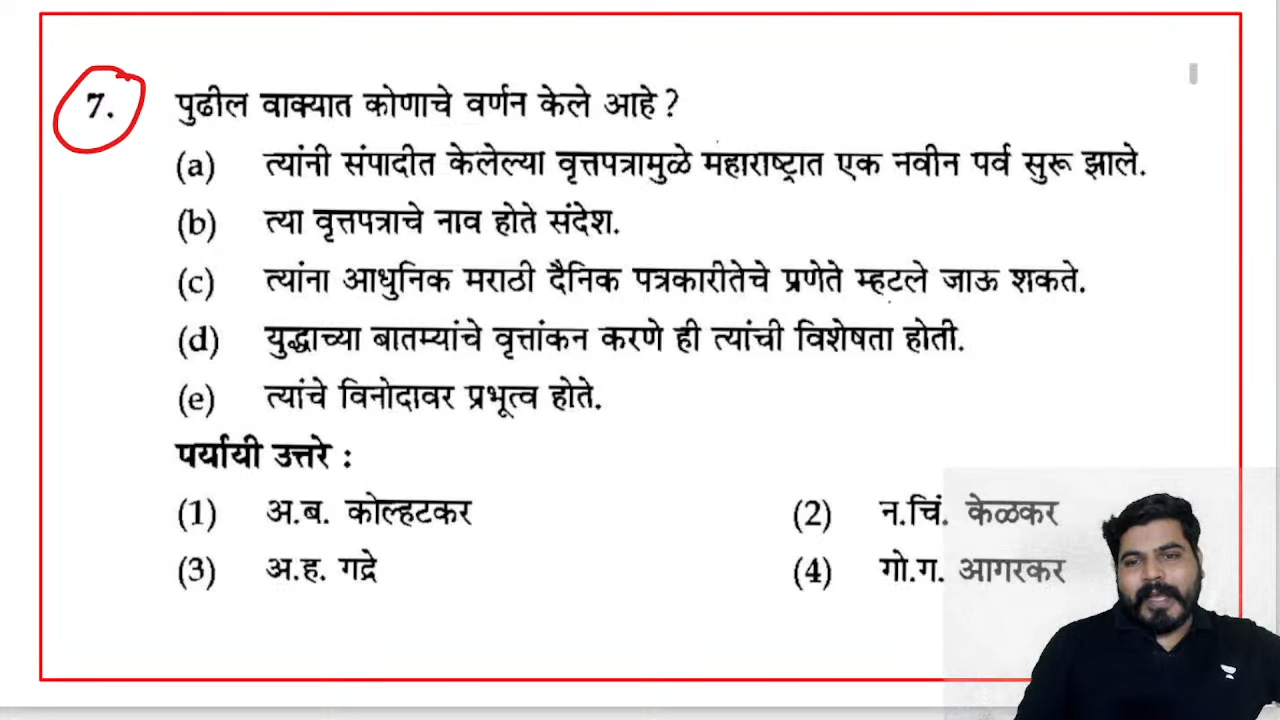 7. पुढील वाक्यात कोणाचे वर्णन केले आहे ?
(a) त्यांनी संपादीत केलेल्या वृत्तपत्रामुळे महाराष्ट्रात एक नवीन पर्व सुरू झाले.
(b) त्या वृत्तपत्राचे नाव होते संदेश.
(c) त्यांना आधुनिक मराठी दैनिक पत्रकारीतेचे प्रणेते म्हटले जाऊ शकते.
(d) युद्धाच्या बातम्यांचे वृत्तांकन करणे ही त्यांची विशेषता होती.
(e) त्यांचे विनोदावर प्रभूत्व होते.
पर्यायी उत्तरे :
(1) अ.ब. कोल्हटकर (2) न.चिं. केळकर
(3) अ.ह. गद्रे (4) गो.ग. आगरकर